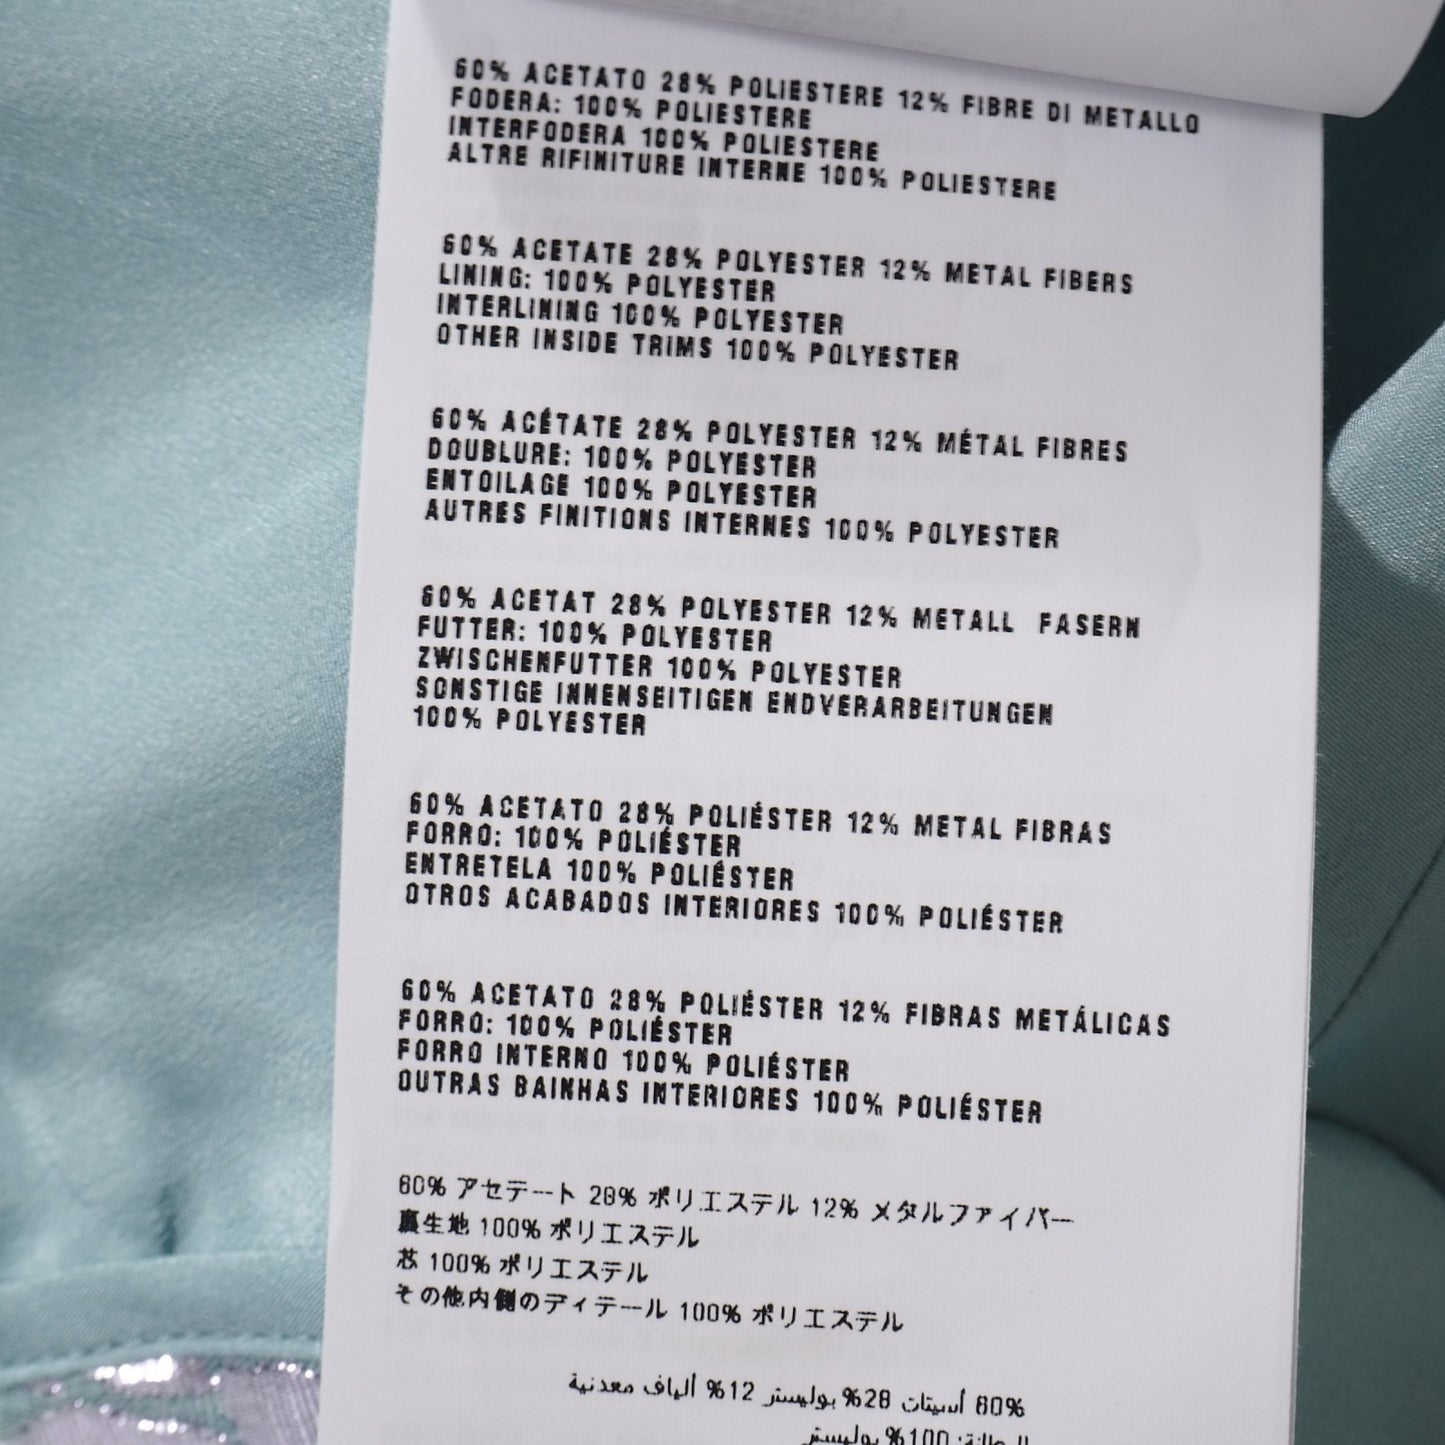 60% ACETATO 28% POLIESTERE 12% FIBRE DI METALLO
FODERA: 100% POLIESTERE
INTERFODERA 100% POLIESTERE
ALTRE RIFINITURE INTERNE 100% POLIESTERE
60% ACETATE 28% POLYESTER 12% METAL FIBERS
LINING: 100% POLYESTER
INTERLINING 100% POLYESTER
OTHER INSIDE TRIMS 100% POLYESTER
60% ACÉTATE 28% POLYESTER 12% MÉTAL FIBRES
DOUBLURE: 100% POLYESTER
ENTOILAGE 100% POLYESTER
AUTRES FINITIONS INTERNES 100% POLYESTER
60% ACETAT 28% POLYESTER 12% METALL FASERN
FUTTER: 100% POLYESTER
ZWISCHENFUTTER 100% POLYESTER
SONSTIGE INNENSEITIGEN ENDVERARBEITUNGEN
100% POLYESTER
60% ACETATO 28% POLIÉSTER 12% METAL FIBRAS
FORRO: 100% POLIÉSTER
ENTRETELA 100% POLIÉSTER
OTROS ACABADOS INTERIORES 100% POLIÉSTER
60% ACETATO 28% POLIÉSTER 12% FIBRAS METÁLICAS
FORRO: 100% POLIÉSTER
FORRO INTERNO 100% POLIÉSTER
OUTRAS BAINHAS INTERIORES 100% POLIÉSTER
60% アセテート 28% ポリエステル 12% メタルファイバー
裏生地 100% ポリエステル
芯 100% ポリエステル
その他内側のディテール 100% ポリエステル
60% أسيتات 28% بوليستر 12% ألياف معدنية
100% بوليستر